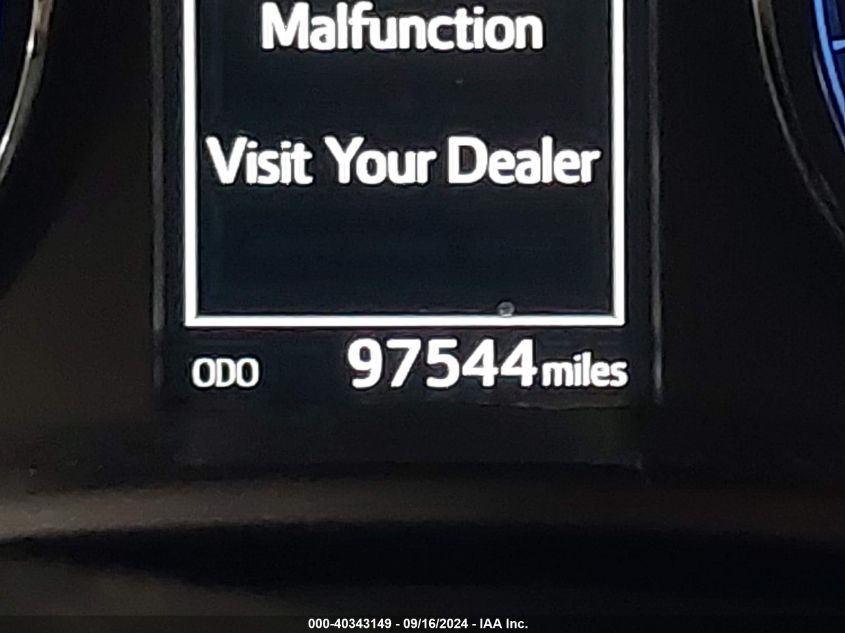 Malfunction
Visit Your Dealer
ODO 97544 miles
000-40343149 - 09/16/2024 - IAA Inc.